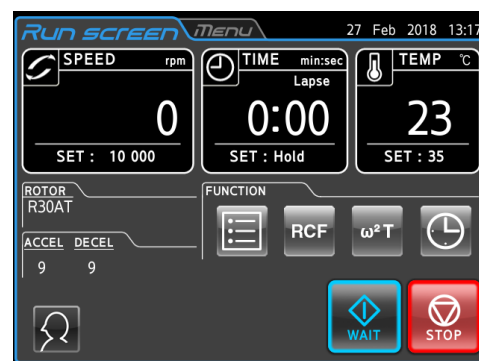 Run screen
Menu
27 Feb 2018 13:17
SPEED rpm
0
SET : 10 000
TIME min:sec
Lapse
0:00
SET : Hold
TEMP °C
23
SET : 35
ROTOR
R30AT
ACCEL DECEL
9 9
FUNCTION
RCF
ω²T
WAIT
STOP